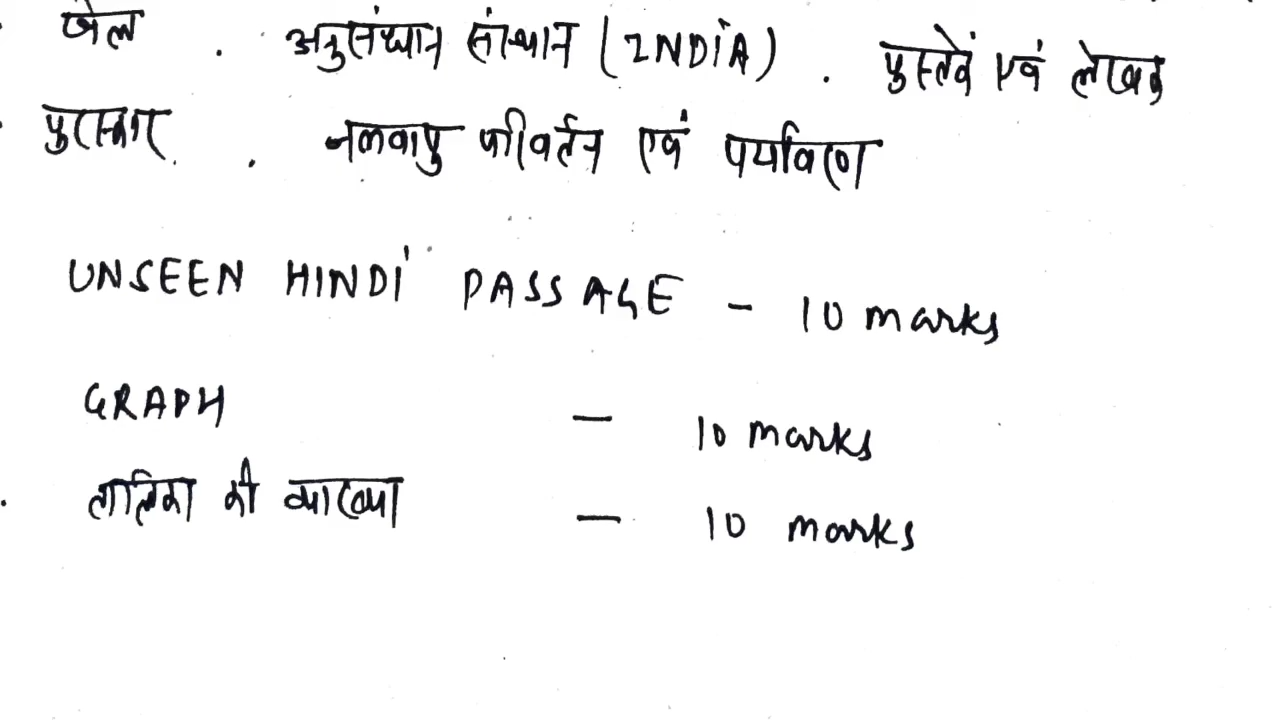 · खेल · अनुसंधान संस्थान (INDIA) · पुस्तकें एवं लेखक
· पुरस्कार · जलवायु परिवर्तन एवं पर्यावरण
UNSEEN HINDI PASSAGE - 10 marks
GRAPH - 10 marks
· तालिका की व्याख्या - 10 marks